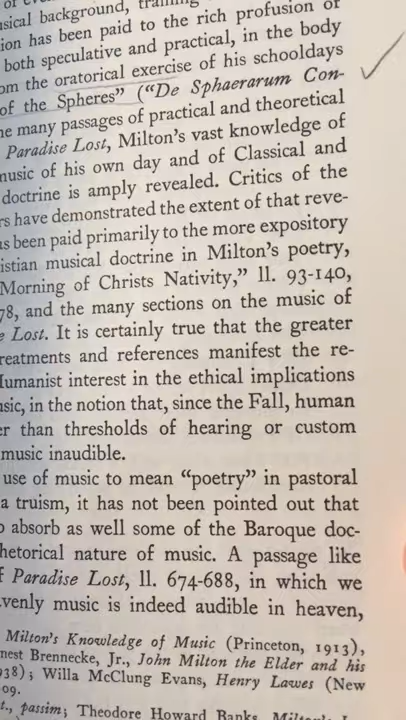 usical background, training
ion has been paid to the rich profusion of
both speculative and practical, in the body
om the oratorical exercise of his schooldays
of the Spheres” (“De Sphaerarum Con-
he many passages of practical and theoretical
Paradise Lost, Milton’s vast knowledge of
music of his own day and of Classical and
doctrine is amply revealed. Critics of the
rs have demonstrated the extent of that reve-
as been paid primarily to the more expository
istian musical doctrine in Milton’s poetry,
Morning of Christs Nativity,” ll. 93-140,
78, and the many sections on the music of
e Lost. It is certainly true that the greater
reatments and references manifest the re-
Humanist interest in the ethical implications
usic, in the notion that, since the Fall, human
er than thresholds of hearing or custom
music inaudible.
use of music to mean “poetry” in pastoral
a truism, it has not been pointed out that
o absorb as well some of the Baroque doc-
hetorical nature of music. A passage like
f Paradise Lost, ll. 674-688, in which we
venly music is indeed audible in heaven,
Milton’s Knowledge of Music (Princeton, 1913),
nest Brennecke, Jr., John Milton the Elder and his
938); Willa McClung Evans, Henry Lawes (New
09.
t., passim; Theodore Howard Banks,